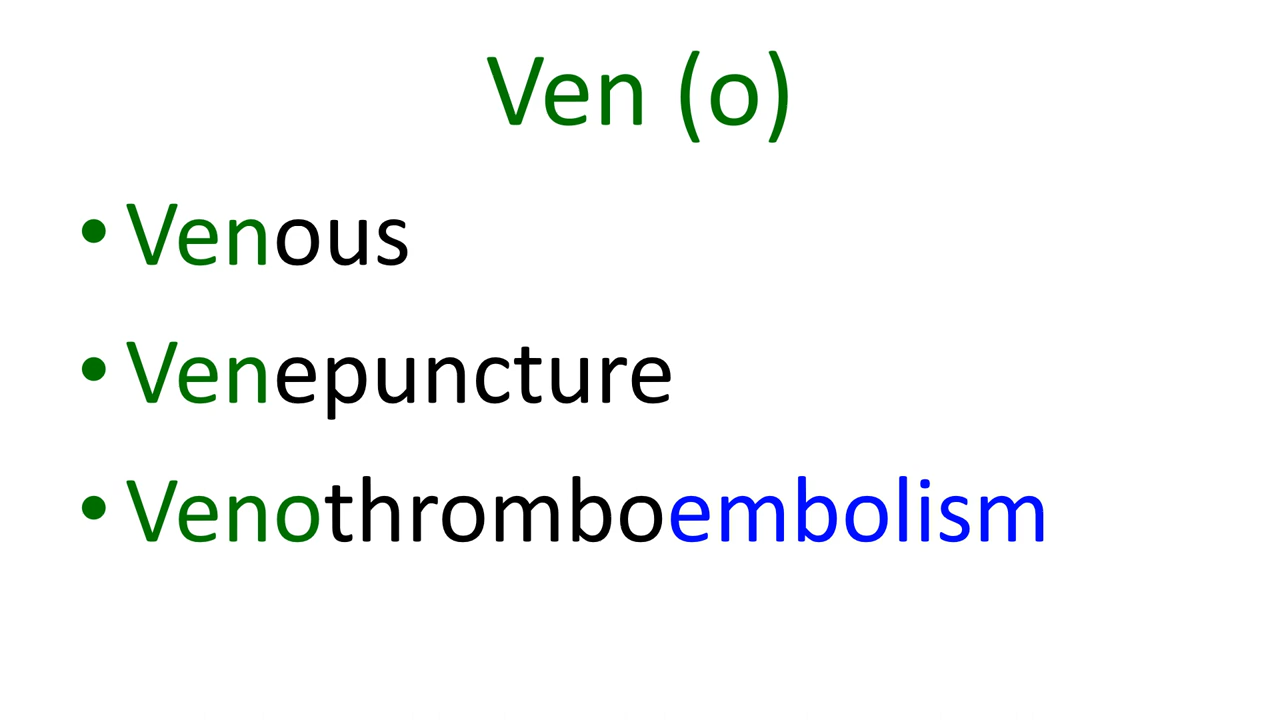 Ven (o)
• Venous
• Venepuncture
• Venothromboembolism